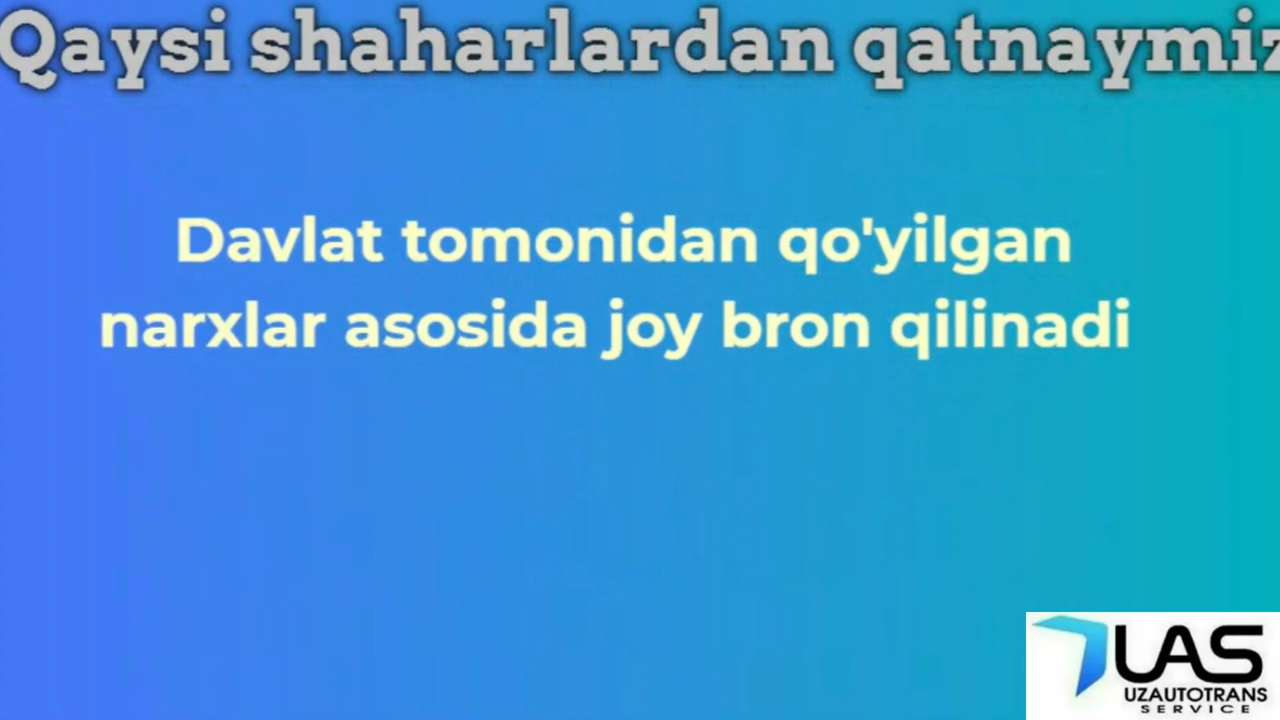 Qaysi shaharlardan qatnaymiz
Davlat tomonidan qo'yilgan
narxlar asosida joy bron qilinadi
UAS
UZAUTOTRANS
SERVICE